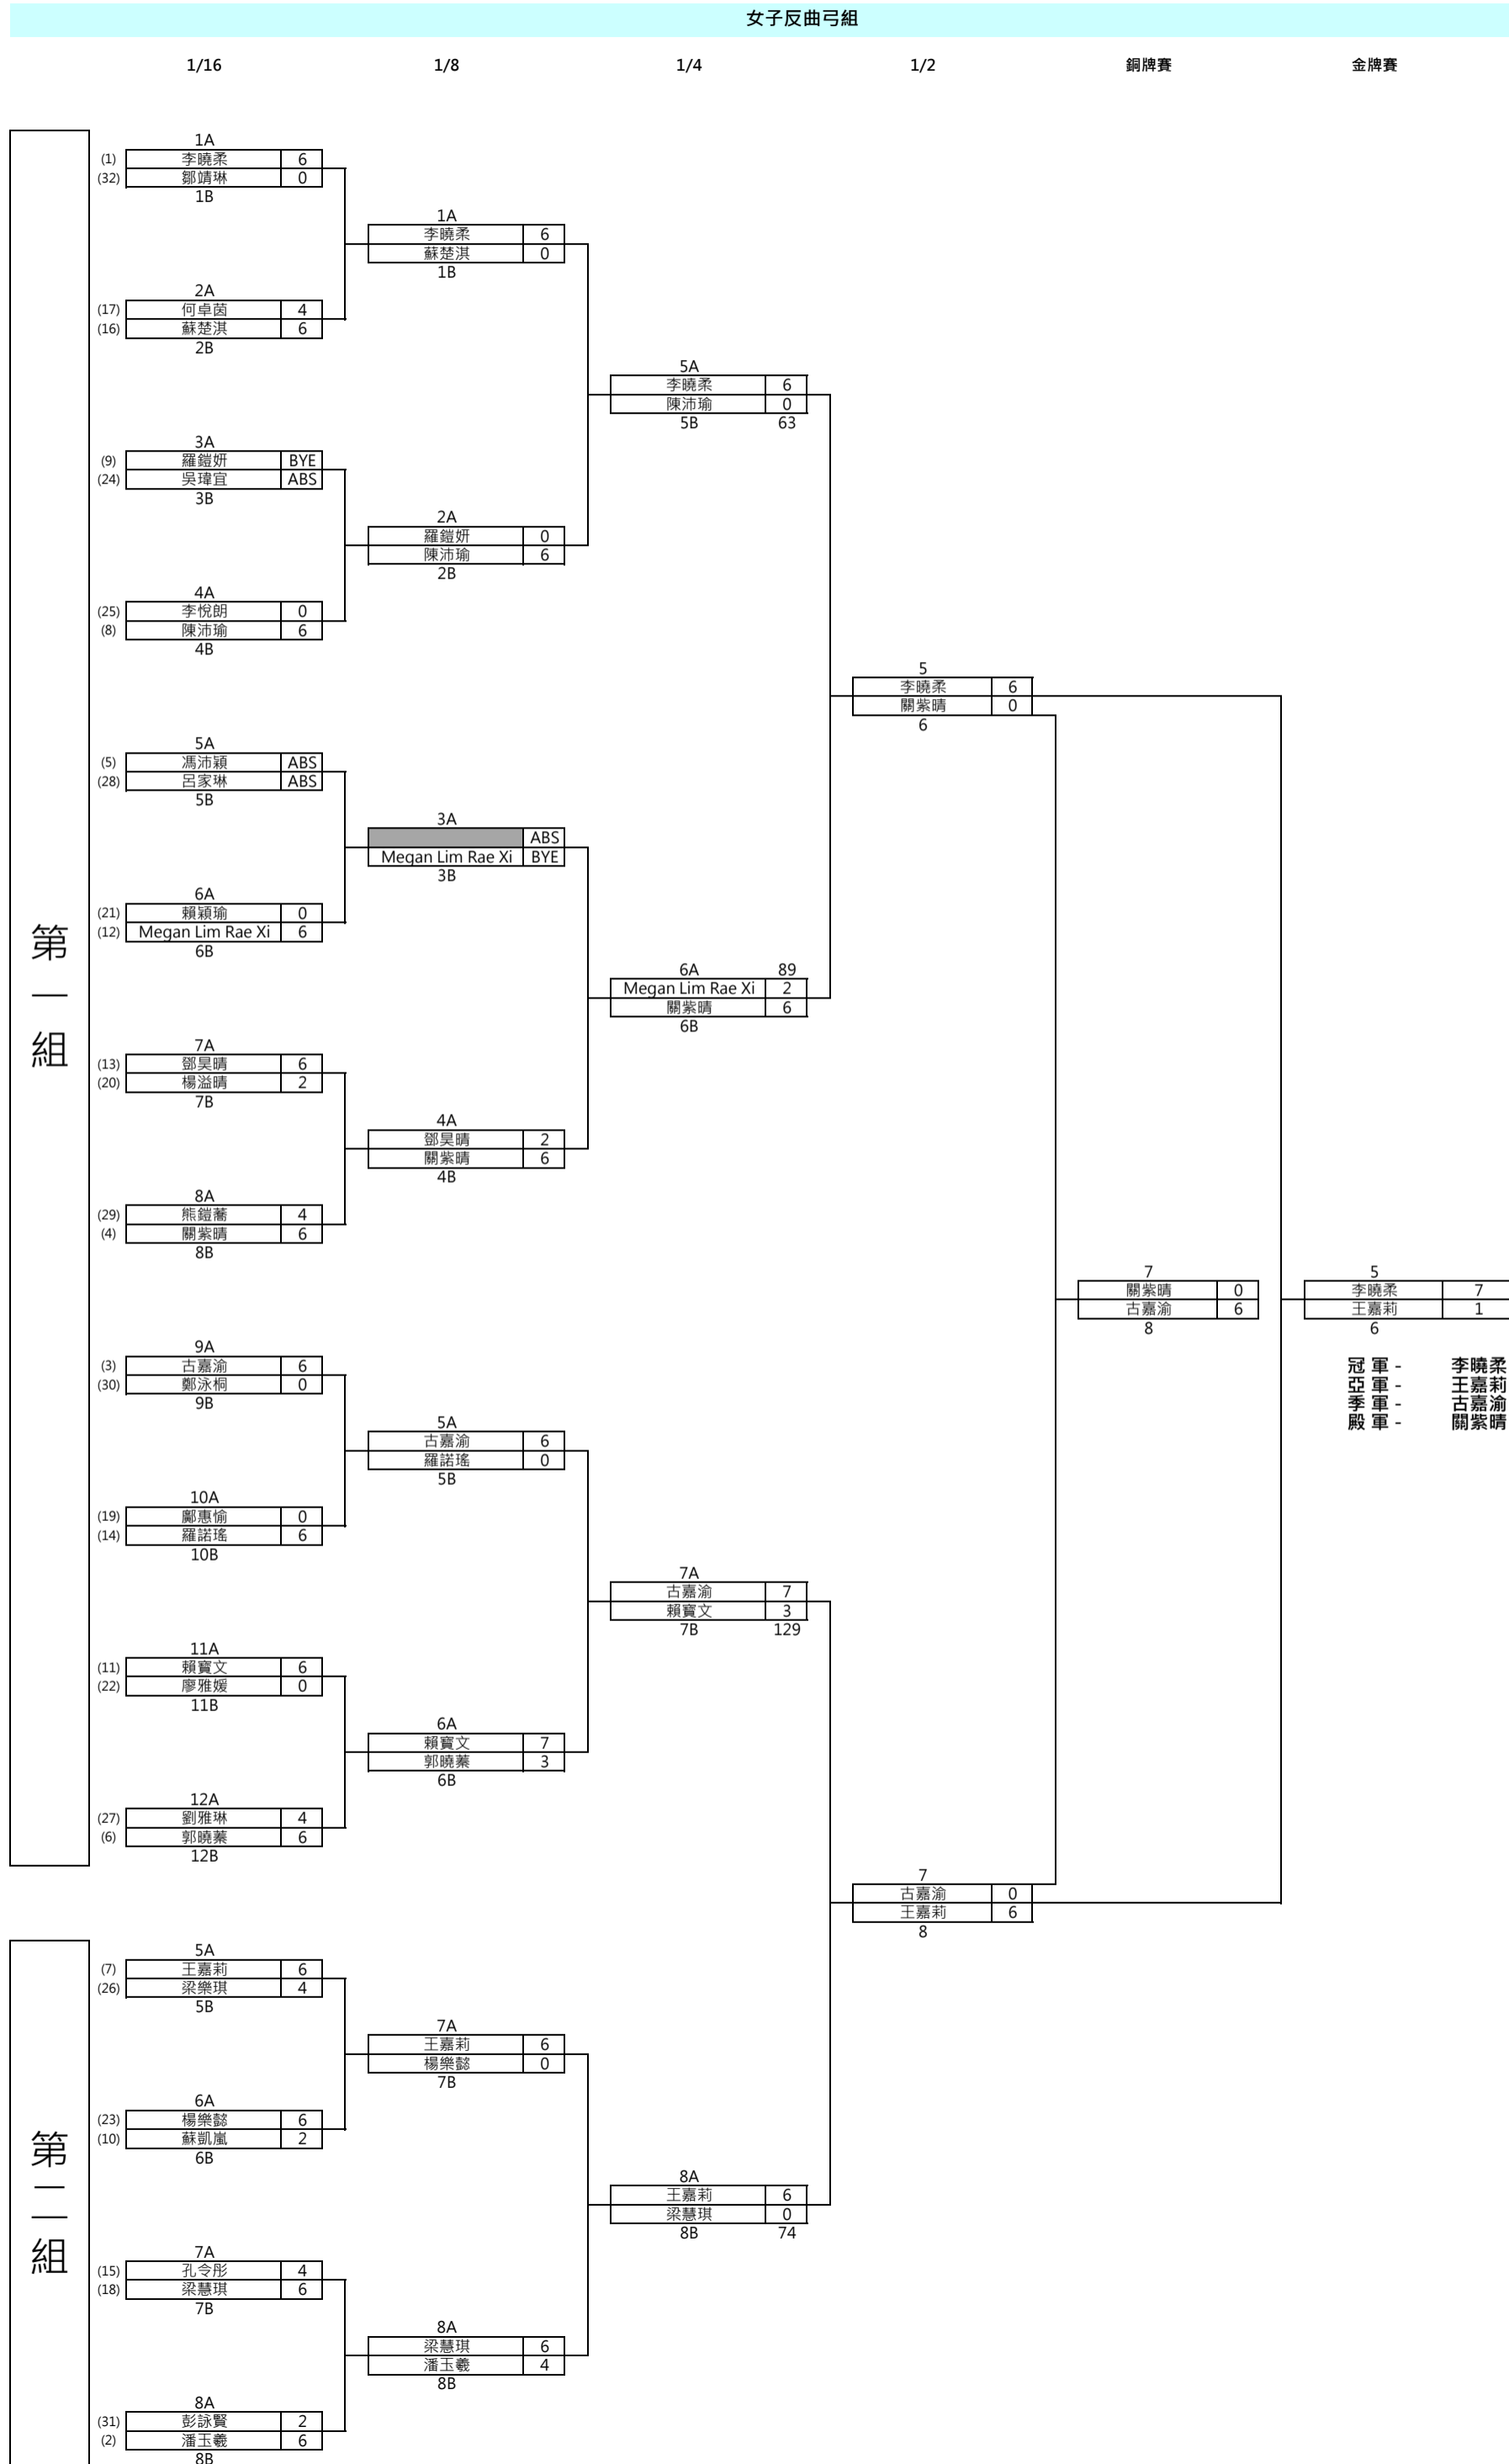 女子反曲弓組
1/16 1/8 1/4 1/2 銅牌賽 金牌賽
第一組
1A
(1) 李曉柔 6
(32) 鄒靖琳 0
1B
1A
李曉柔 6
蘇楚淇 0
1B
2A
(17) 何卓茵 4
(16) 蘇楚淇 6
2B
5A
李曉柔 6
陳沛瑜 0
5B 63
3A
(9) 羅鎧妍 BYE
(24) 吳瑋宜 ABS
3B
2A
羅鎧妍 0
陳沛瑜 6
2B
4A
(25) 李悅朗 0
(8) 陳沛瑜 6
4B
5
李曉柔 6
關紫晴 0
6
5A
(5) 馮沛穎 ABS
(28) 呂家琳 ABS
5B
3A
ABS
Megan Lim Rae Xi BYE
3B
6A
(21) 賴穎瑜 0
(12) Megan Lim Rae Xi 6
6B
6A 89
Megan Lim Rae Xi 2
關紫晴 6
6B
7A
(13) 鄧昊晴 6
(20) 楊溢晴 2
7B
4A
鄧昊晴 2
關紫晴 6
4B
8A
(29) 熊鎧蕎 4
(4) 關紫晴 6
8B
7
關紫晴 0
古嘉渝 6
8
5
李曉柔 7
王嘉莉 1
6
冠 軍 - 李曉柔
亞 軍 - 王嘉莉
季 軍 - 古嘉渝
殿 軍 - 關紫晴
9A
(3) 古嘉渝 6
(30) 鄭泳桐 0
9B
5A
古嘉渝 6
羅諾瑤 0
5B
10A
(19) 鄺惠愉 0
(14) 羅諾瑤 6
10B
7A
古嘉渝 7
賴寶文 3
7B 129
11A
(11) 賴寶文 6
(22) 廖雅媛 0
11B
6A
賴寶文 7
郭曉蓁 3
6B
12A
(27) 劉雅琳 4
(6) 郭曉蓁 6
12B
7
古嘉渝 0
王嘉莉 6
8
第二組
5A
(7) 王嘉莉 6
(26) 梁樂琪 4
5B
7A
王嘉莉 6
楊樂懿 0
7B
6A
(23) 楊樂懿 6
(10) 蘇凱嵐 2
6B
8A
王嘉莉 6
梁慧琪 0
8B 74
7A
(15) 孔令彤 4
(18) 梁慧琪 6
7B
8A
梁慧琪 6
潘玉羲 4
8B
8A
(31) 彭詠賢 2
(2) 潘玉羲 6
8B